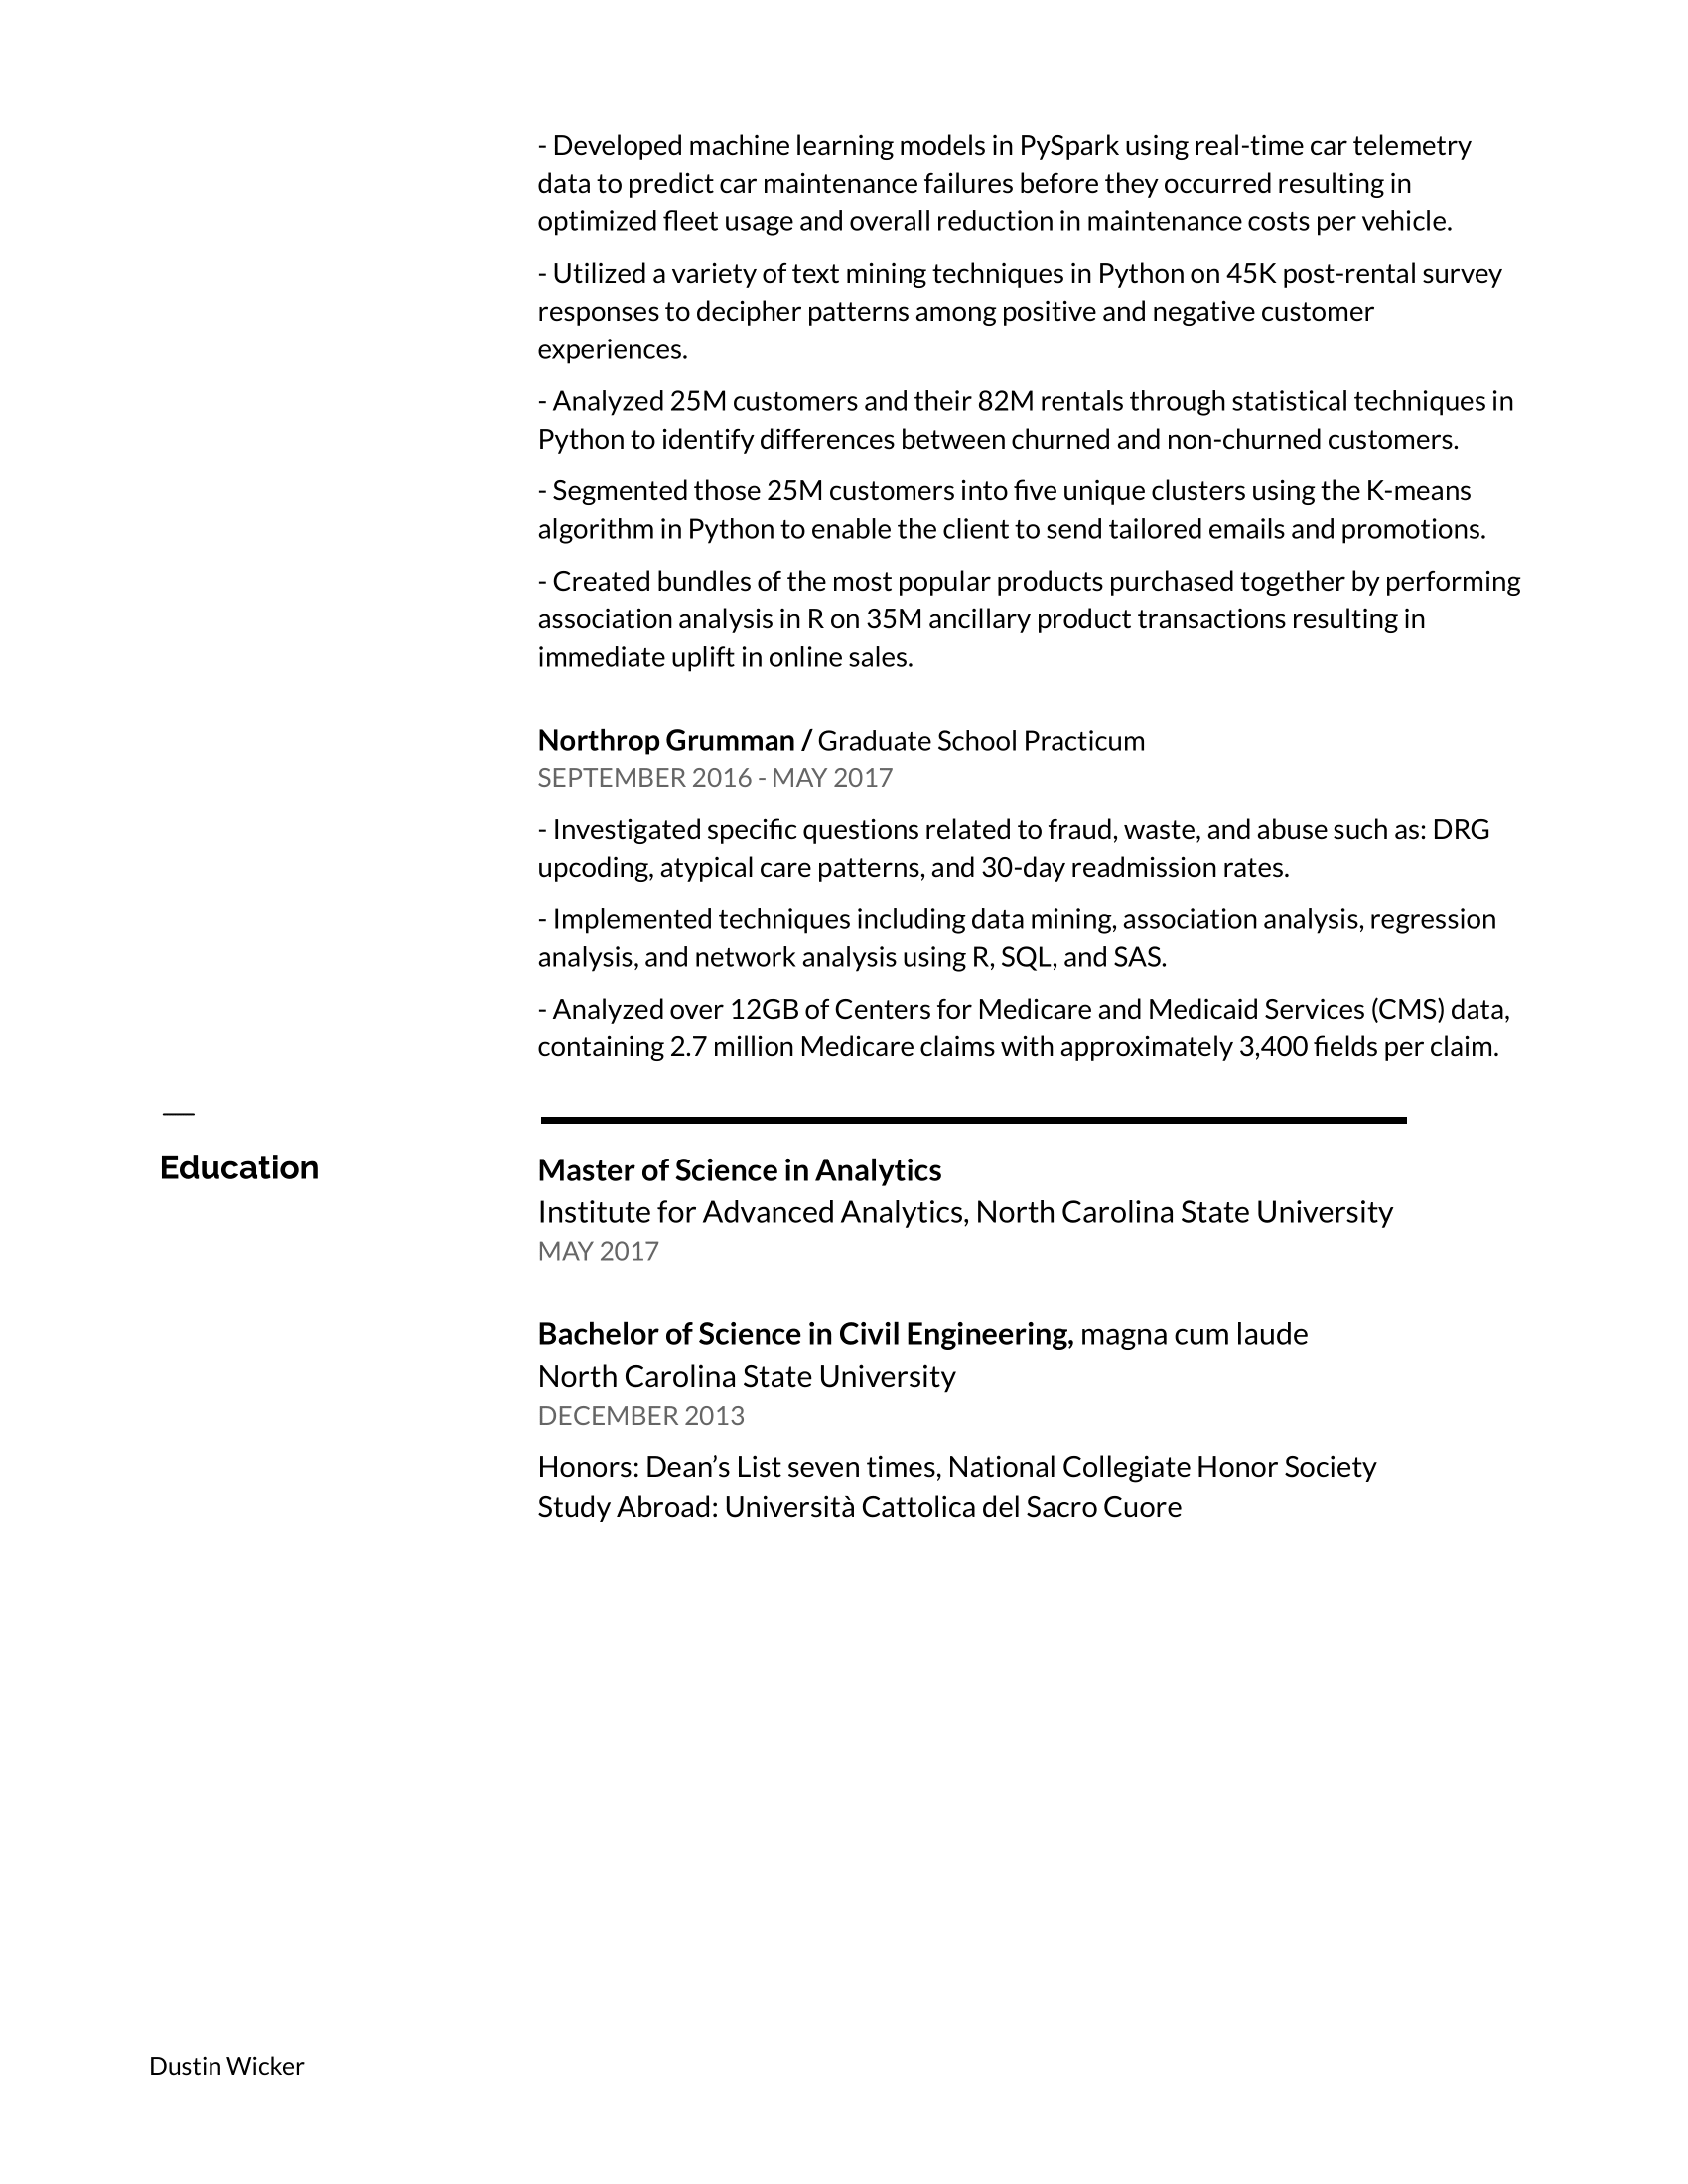 - Developed machine learning models in PySpark using real-time car telemetry
data to predict car maintenance failures before they occurred resulting in
optimized fleet usage and overall reduction in maintenance costs per vehicle.
- Utilized a variety of text mining techniques in Python on 45K post-rental survey
responses to decipher patterns among positive and negative customer
experiences.
- Analyzed 25M customers and their 82M rentals through statistical techniques in
Python to identify differences between churned and non-churned customers.
- Segmented those 25M customers into five unique clusters using the K-means
algorithm in Python to enable the client to send tailored emails and promotions.
- Created bundles of the most popular products purchased together by performing
association analysis in R on 35M ancillary product transactions resulting in
immediate uplift in online sales.
Northrop Grumman / Graduate School Practicum
SEPTEMBER 2016 - MAY 2017
- Investigated specific questions related to fraud, waste, and abuse such as: DRG
upcoding, atypical care patterns, and 30-day readmission rates.
- Implemented techniques including data mining, association analysis, regression
analysis, and network analysis using R, SQL, and SAS.
- Analyzed over 12GB of Centers for Medicare and Medicaid Services (CMS) data,
containing 2.7 million Medicare claims with approximately 3,400 fields per claim.
—
Education
Master of Science in Analytics
Institute for Advanced Analytics, North Carolina State University
MAY 2017
Bachelor of Science in Civil Engineering, magna cum laude
North Carolina State University
DECEMBER 2013
Honors: Dean’s List seven times, National Collegiate Honor Society
Study Abroad: Università Cattolica del Sacro Cuore
Dustin Wicker